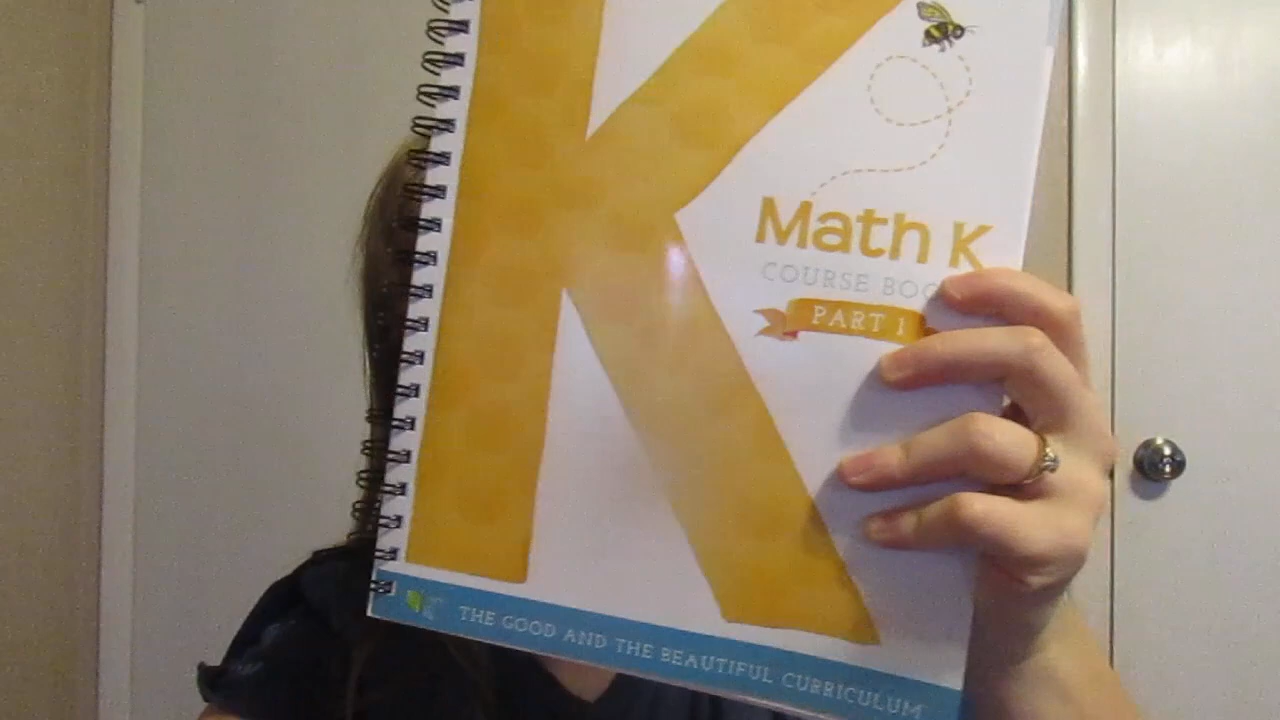 K
Math K
COURSE BOO
PART 1
THE GOOD AND THE BEAUTIFUL CURRICULUM